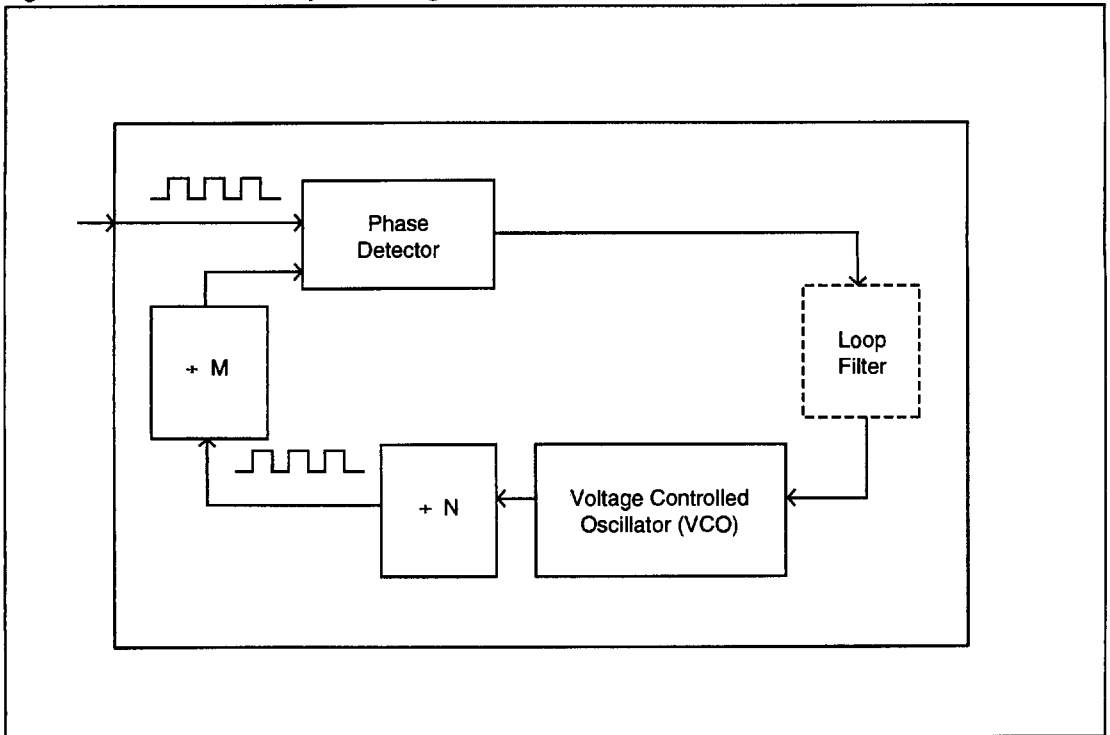 Phase
Detector
Loop
Filter
÷ M
÷ N
Voltage Controlled
Oscillator (VCO)